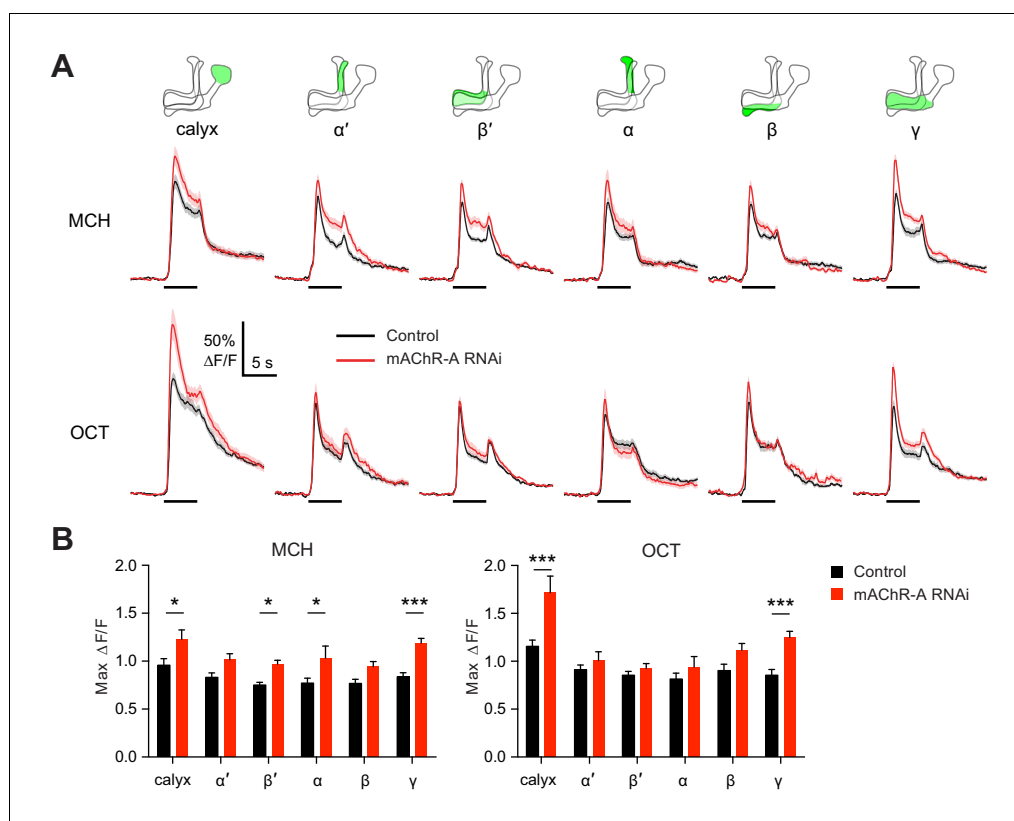 A
calyx α′ β′ α β γ
MCH
50%
ΔF/F 5 s
Control
mAChR-A RNAi
OCT
B
MCH
2.0
1.5
1.0
0.5
0.0
Max ΔF/F
* * * ***
calyx α′ β′ α β γ
OCT
2.0
1.5
1.0
0.5
0.0
Max ΔF/F
*** ***
calyx α′ β′ α β γ
Control
mAChR-A RNAi